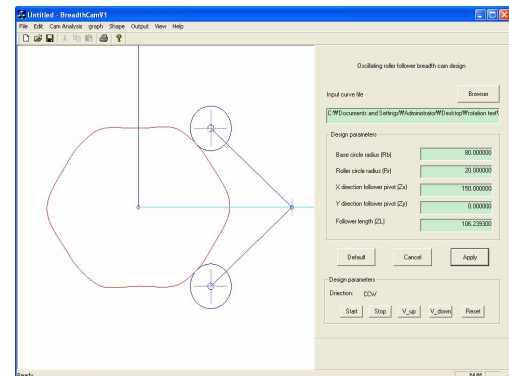 Untitled - BreadthCamV1
File Edit Cam Analysis graph Shape Output View Help
Oscillating roller follower breadth cam design
Input curve file
Browser
C:\Documents and Settings\Administrator\Desktop\rotation text\
Design parameters
Base circle radius (Rb) 80.000000
Roller circle radius (Rr) 20.000000
X direction follower pivot (Zx) 150.000000
Y direction follower pivot (Zy) 0.000000
Follower length (ZL) 106.239300
Default Cancel Apply
Design parameters
Driection: CCW
Start Stop V_up V_down Reset
Ready
NUM